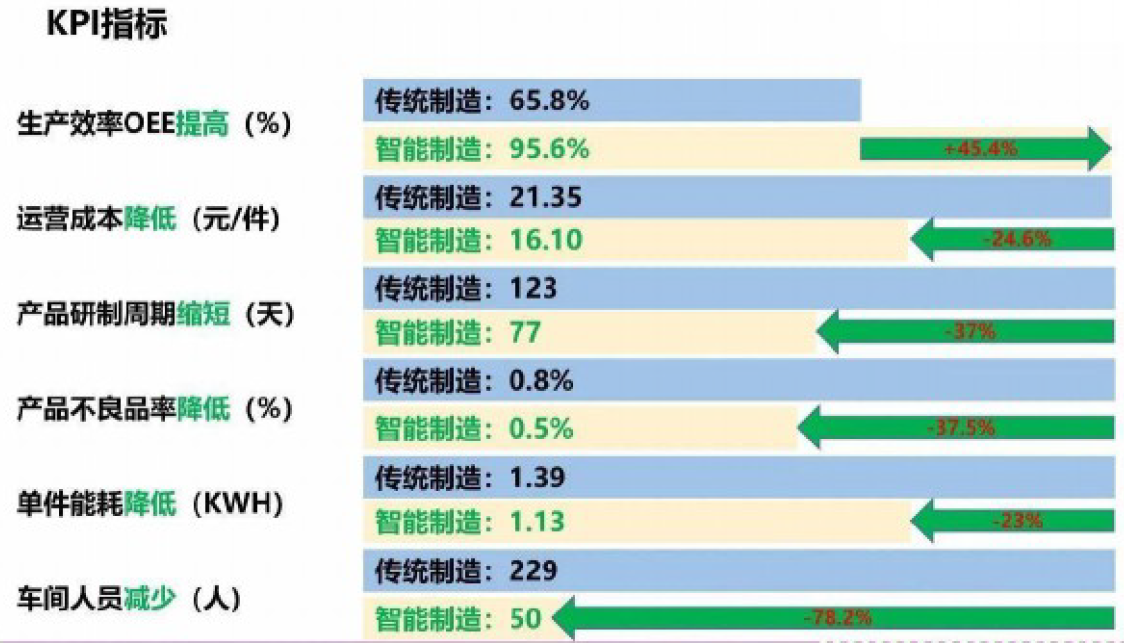 KPI指标
生产效率OEE提高（%）
传统制造：65.8%
智能制造：95.6%
+45.4%
运营成本降低（元/件）
传统制造：21.35
智能制造：16.10
-24.6%
产品研制周期缩短（天）
传统制造：123
智能制造：77
-37%
产品不良品率降低（%）
传统制造：0.8%
智能制造：0.5%
-37.5%
单件能耗降低（KWH）
传统制造：1.39
智能制造：1.13
-23%
车间人员减少（人）
传统制造：229
智能制造：50
-78.2%